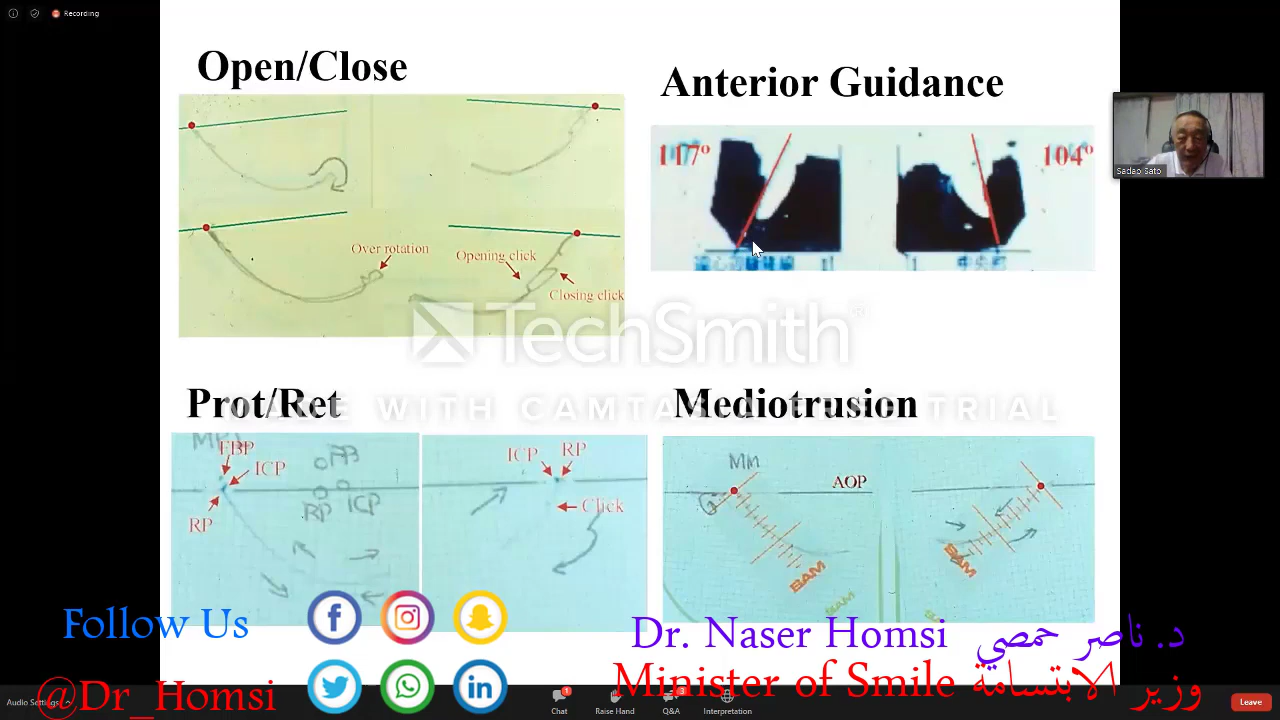 Recording
Open/Close
Anterior Guidance
117°
104°
Sadao Sato
Over rotation
Opening click
Closing click
TechSmith
MADE WITH CAMTASIA FREE TRIAL
Prot/Ret
Mediotrusion
FBP
ICP
RP
RP ICP
ICP
RP
Click
MM
AOP
BAM
BAM
Follow Us
Dr. Naser Homsi د. ناصر حمصي
@Dr_Homsi
Minister of Smile وزير الابتسامة
Audio Settings
Chat
Raise Hand
Q&A
Interpretation
Leave